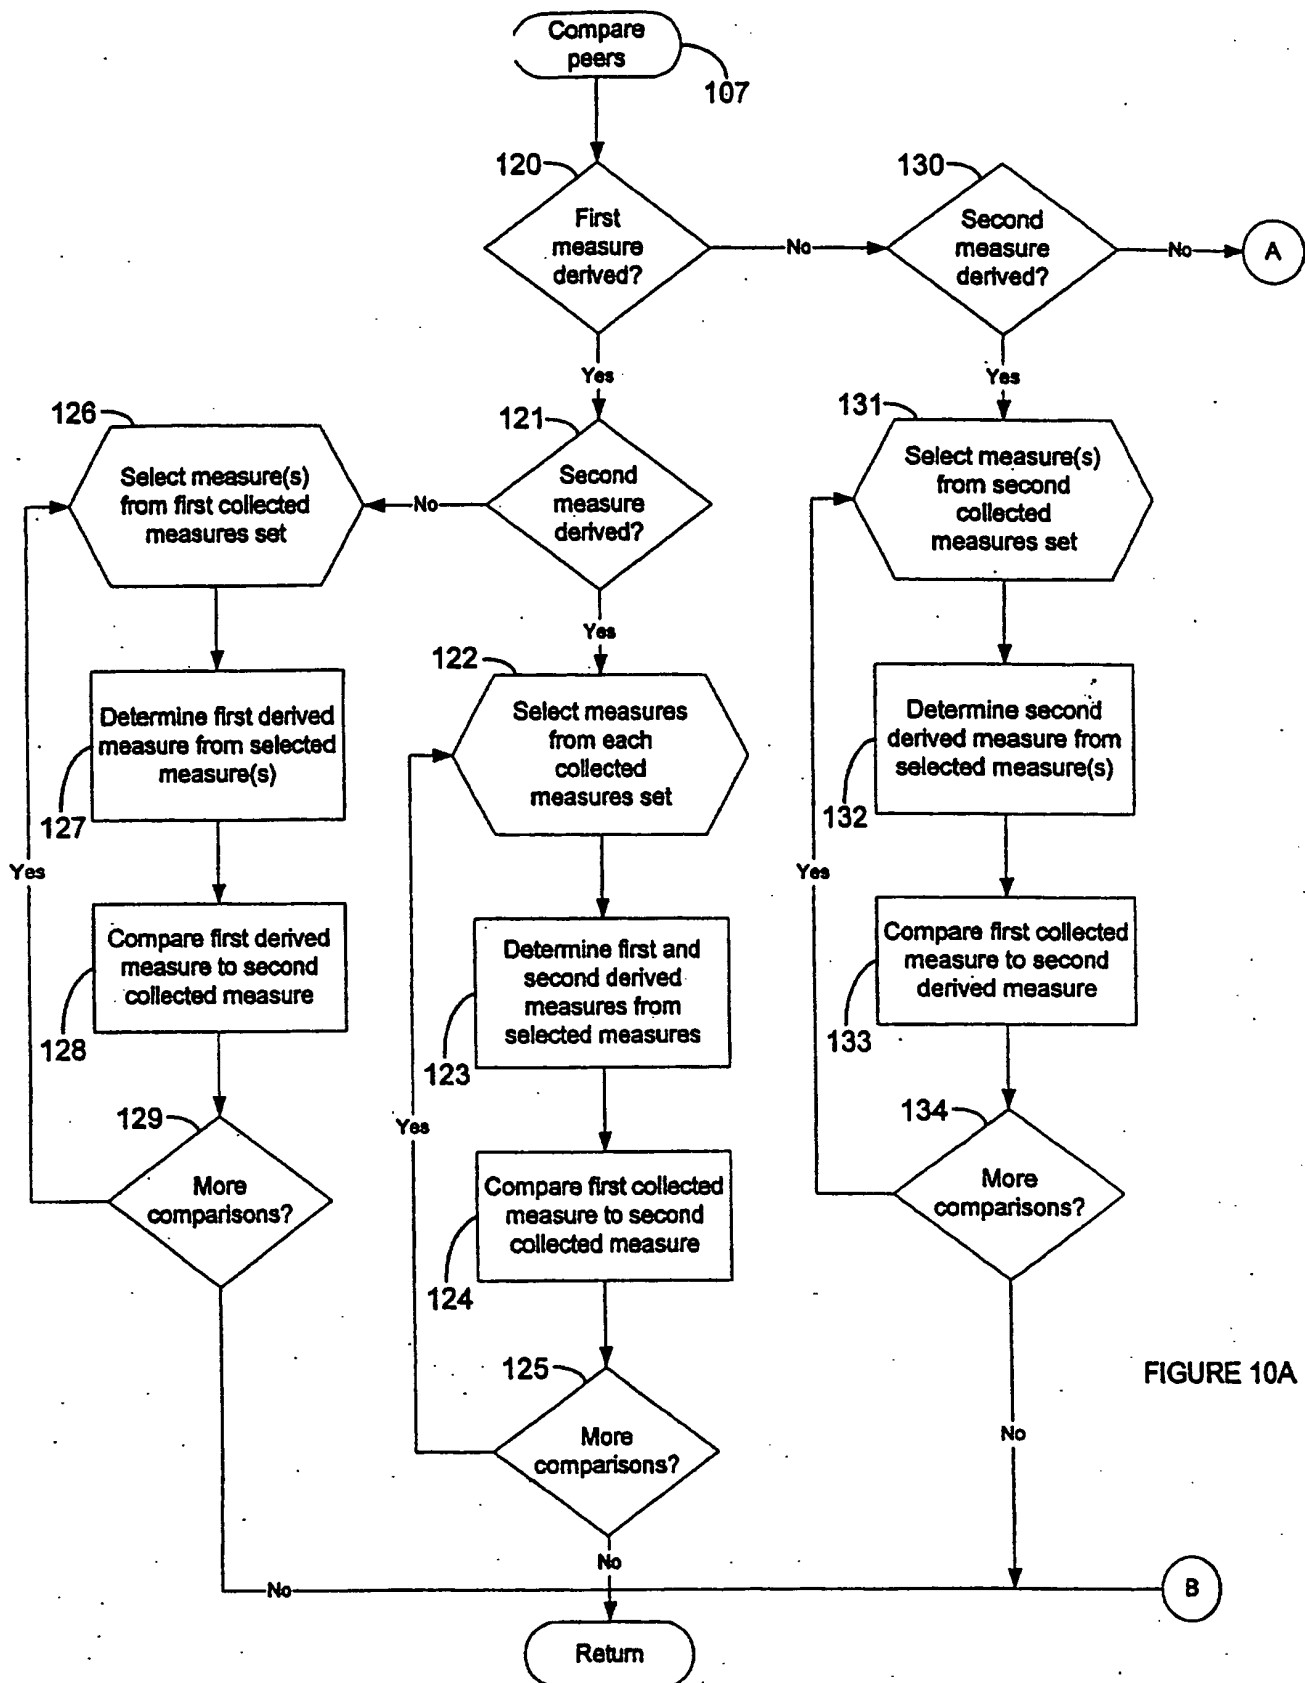 Compare
peers
107
120
First
measure
derived?
No
130
Second
measure
derived?
No
A
Yes
Yes
126
Select measure(s)
from first collected
measures set
No
121
Second
measure
derived?
131
Select measure(s)
from second
collected
measures set
Yes
122
Select measures
from each
collected
measures set
Determine first derived
measure from selected
measure(s)
127
Determine second
derived measure from
selected measure(s)
132
Yes
Yes
Compare first derived
measure to second
collected measure
128
Determine first and
second derived
measures from
selected measures
123
Compare first collected
measure to second
derived measure
133
Yes
129
More
comparisons?
Compare first collected
measure to second
collected measure
124
134
More
comparisons?
125
More
comparisons?
FIGURE 10A
No
No
No
B
Return